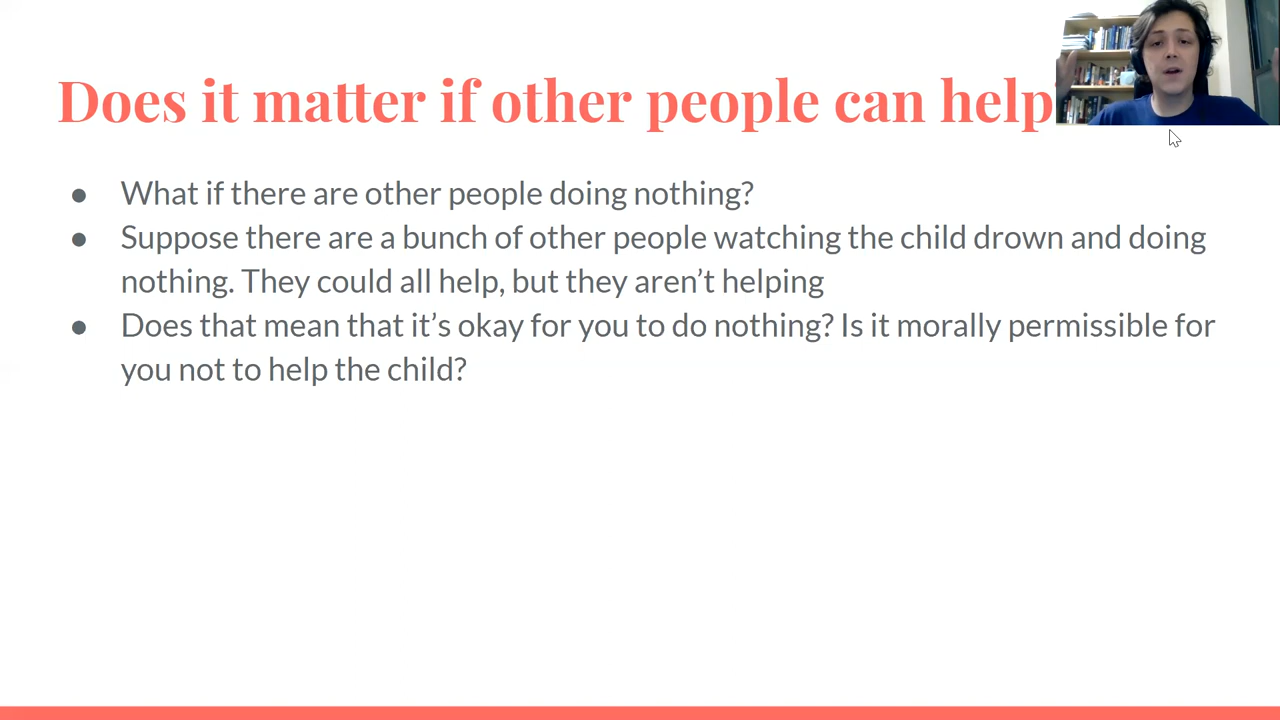 Does it matter if other people can help
● What if there are other people doing nothing?
● Suppose there are a bunch of other people watching the child drown and doing
nothing. They could all help, but they aren’t helping
● Does that mean that it’s okay for you to do nothing? Is it morally permissible for
you not to help the child?